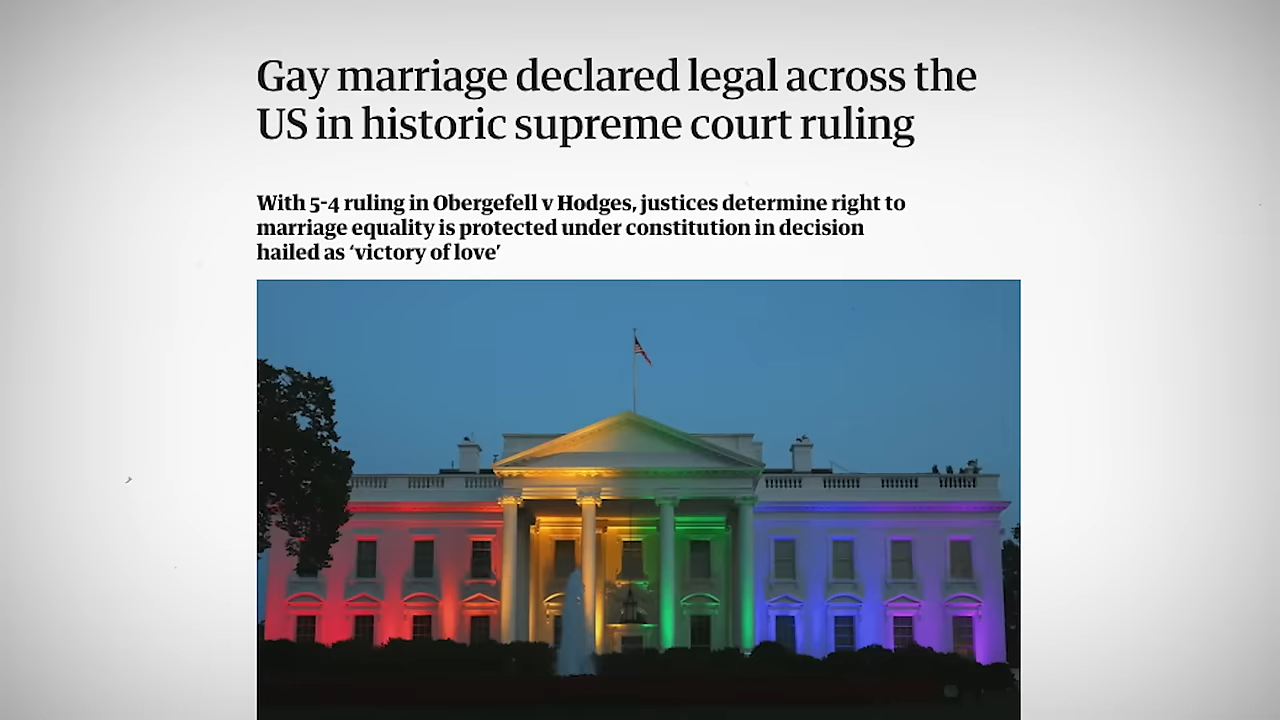 Gay marriage declared legal across the
US in historic supreme court ruling
With 5-4 ruling in Obergefell v Hodges, justices determine right to
marriage equality is protected under constitution in decision
hailed as ‘victory of love’